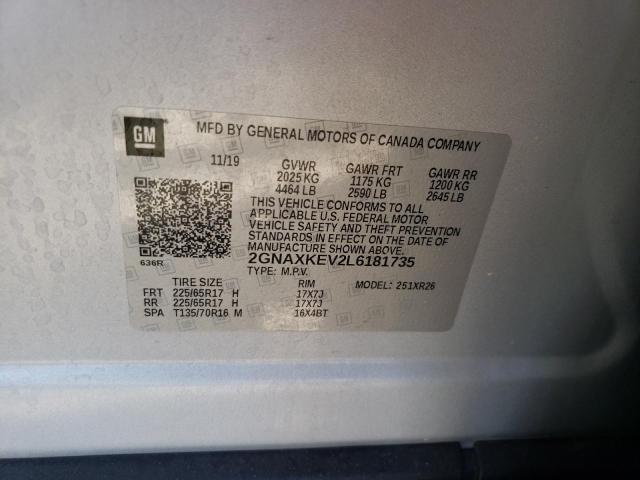 GM
MFD BY GENERAL MOTORS OF CANADA COMPANY
11/19 GVWR GAWR FRT GAWR RR
2025 KG 1175 KG 1200 KG
4464 LB 2590 LB 2645 LB
THIS VEHICLE CONFORMS TO ALL
APPLICABLE U.S. FEDERAL MOTOR
VEHICLE SAFETY AND THEFT PREVENTION
STANDARDS IN EFFECT ON THE DATE OF
MANUFACTURE SHOWN ABOVE.
636R 2GNAXKEV2L6181735
TYPE: M.P.V.
TIRE SIZE RIM MODEL: 251XR26
FRT 225/65R17 H 17X7J
RR 225/65R17 H 17X7J
SPA T135/70R16 M 16X4BT